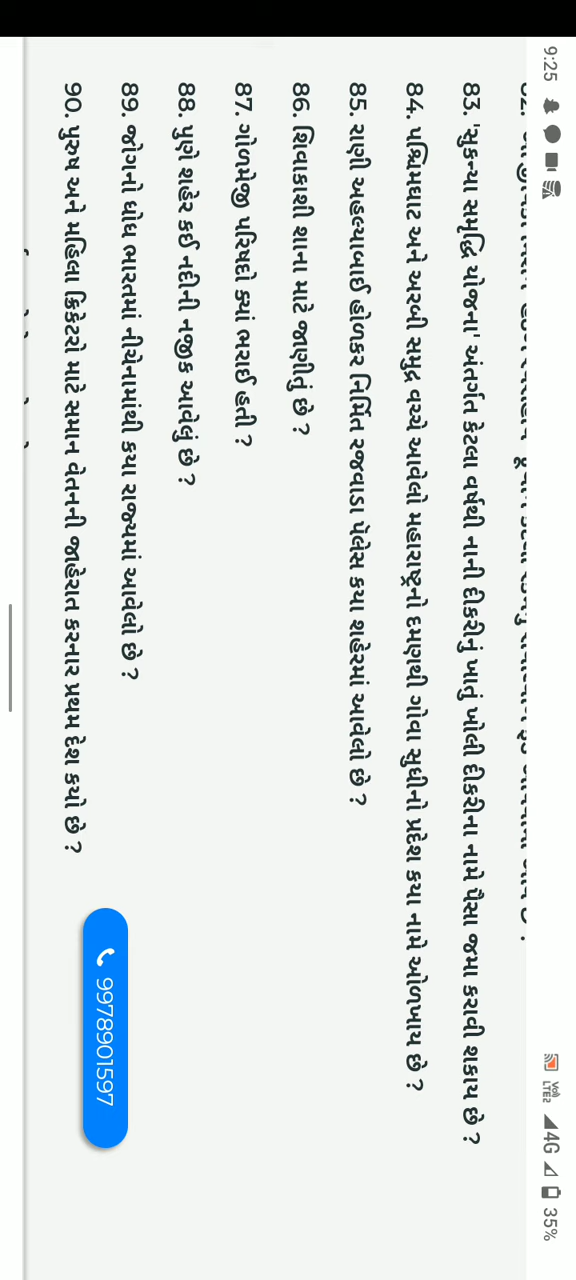 9:25
Vo) LTE2 4G 35%
83. 'સુકન્યા સમૃદ્ધિ યોજના' અંતર્ગત કેટલા વર્ષથી નાની દીકરીનું ખાતું ખોલી દીકરીના નામે પૈસા જમા કરાવી શકાય છે ?
84. પશ્ચિમઘાટ અને અરબી સમુદ્ર વચ્ચે આવેલો મહારાષ્ટ્રનો દમણથી ગોવા સુધીનો પ્રદેશ કયા નામે ઓળખાય છે ?
85. રાણી અહલ્યાબાઈ હોળકર નિર્મિત રજવાડા પેલેસ કયા શહેરમાં આવેલો છે ?
86. શિવાકાશી શાના માટે જાણીતું છે ?
87. ગોળમેજી પરિષદો ક્યાં ભરાઈ હતી ?
88. પુણે શહેર કઈ નદીની નજીક આવેલું છે ?
89. જોગનો ધોધ ભારતમાં નીચેનામાંથી કયા રાજ્યમાં આવેલો છે ?
90. પુરુષ અને મહિલા ક્રિકેટરો માટે સમાન વેતનની જાહેરાત કરનાર પ્રથમ દેશ કયો છે ?
9978901597